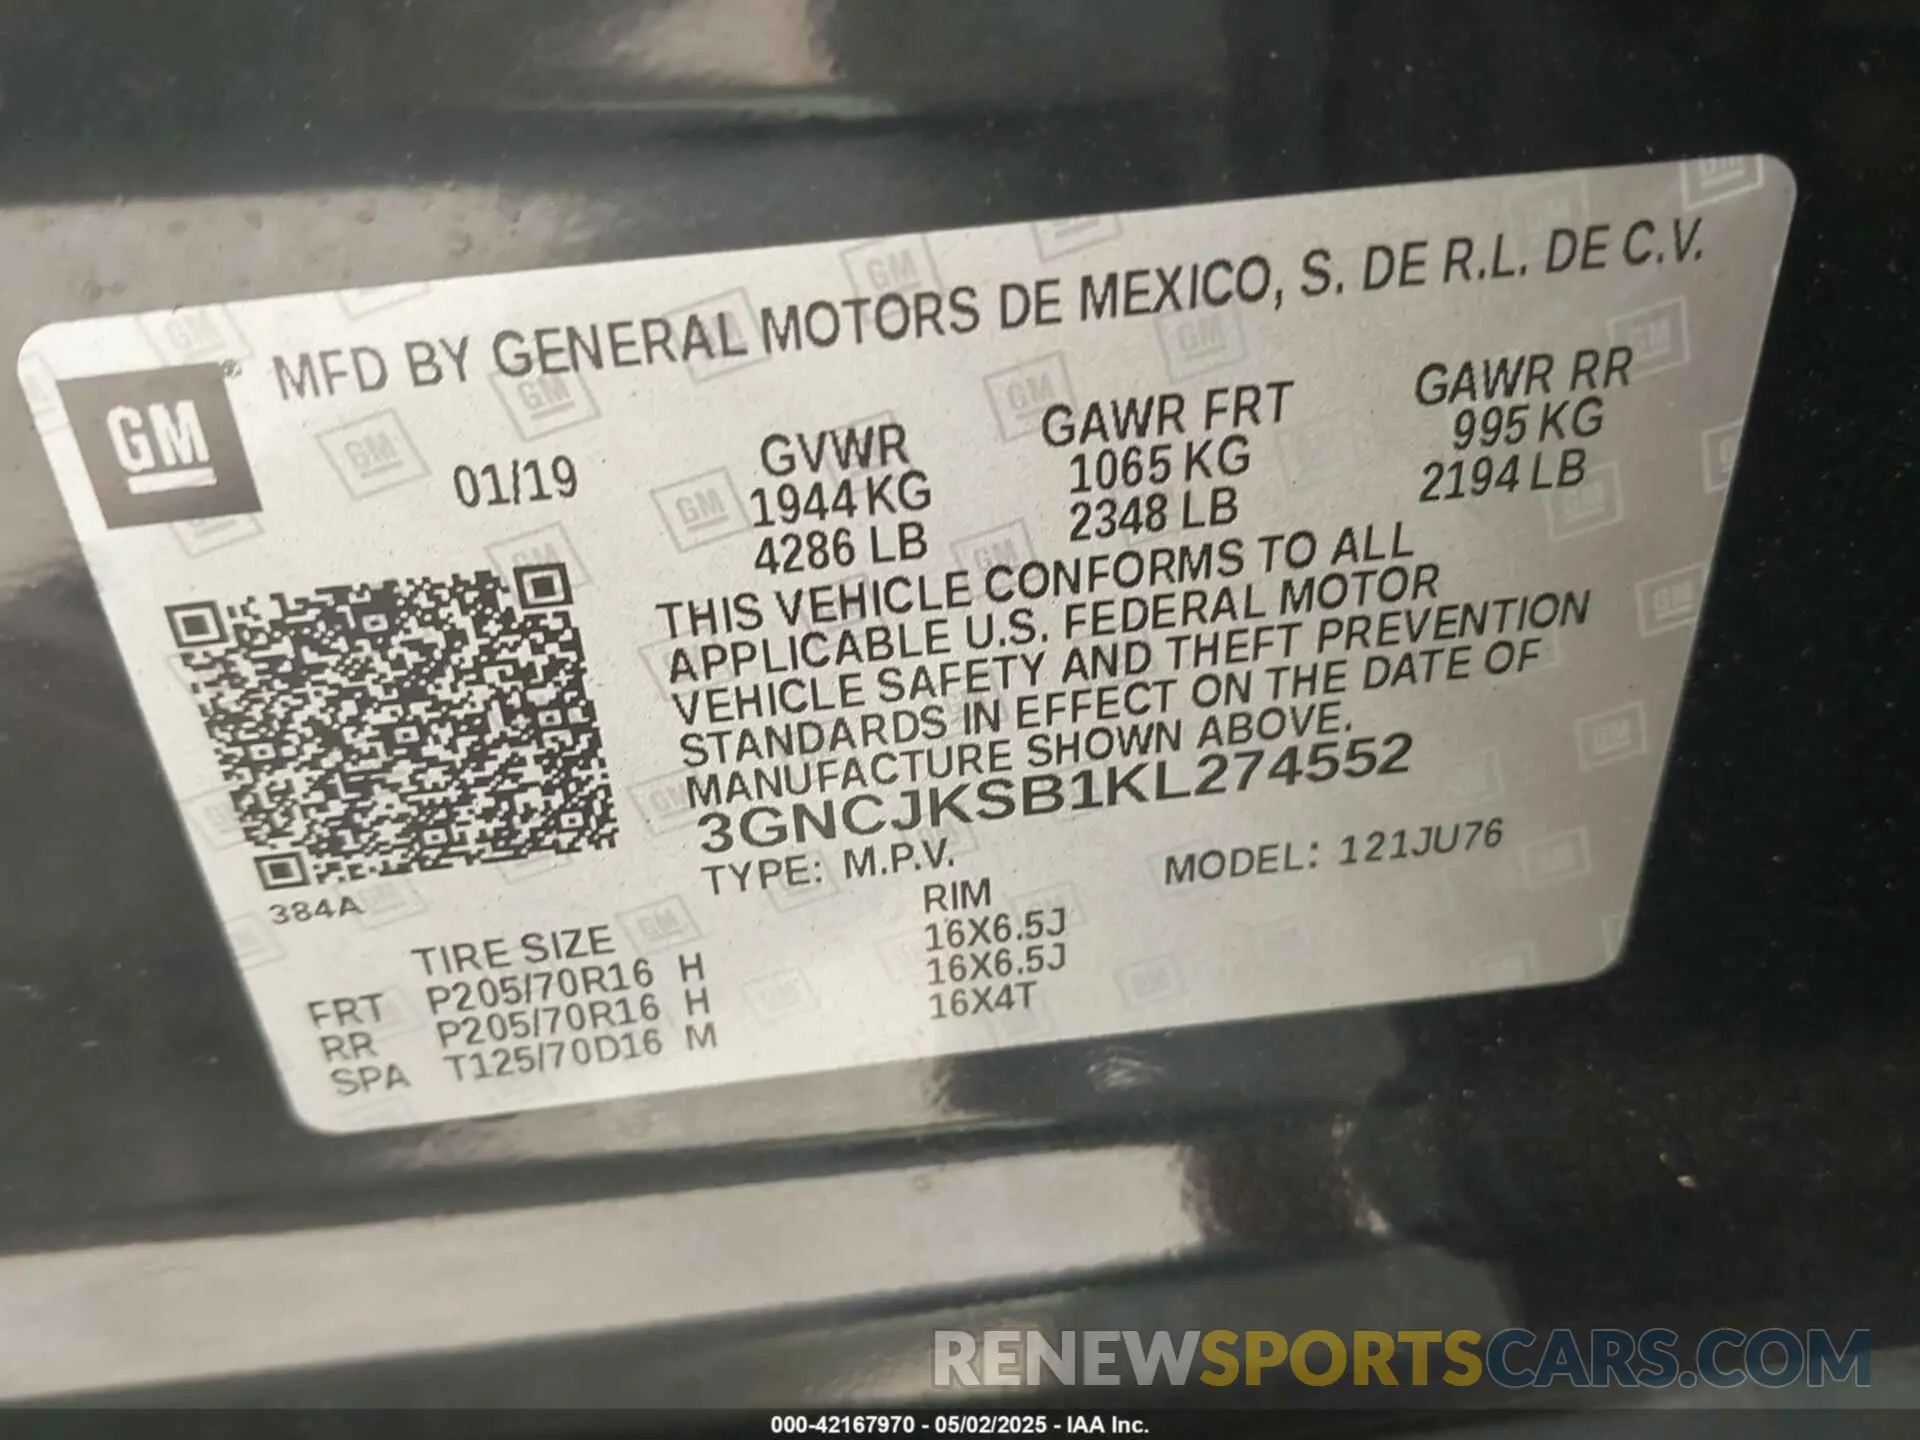 MFD BY GENERAL MOTORS DE MEXICO, S. DE R.L. DE C.V.
GM
01/19
GVWR
1944 KG
4286 LB
GAWR FRT
1065 KG
2348 LB
GAWR RR
995 KG
2194 LB
THIS VEHICLE CONFORMS TO ALL
APPLICABLE U.S. FEDERAL MOTOR
VEHICLE SAFETY AND THEFT PREVENTION
STANDARDS IN EFFECT ON THE DATE OF
MANUFACTURE SHOWN ABOVE.
3GNCJKSB1KL274552
TYPE: M.P.V. MODEL: 121JU76
384A
TIRE SIZE RIM
FRT P205/70R16 H 16X6.5J
RR P205/70R16 H 16X6.5J
SPA T125/70D16 M 16X4T
RENEWSPORTSCARS.COM
000-42167970 - 05/02/2025 - IAA Inc.